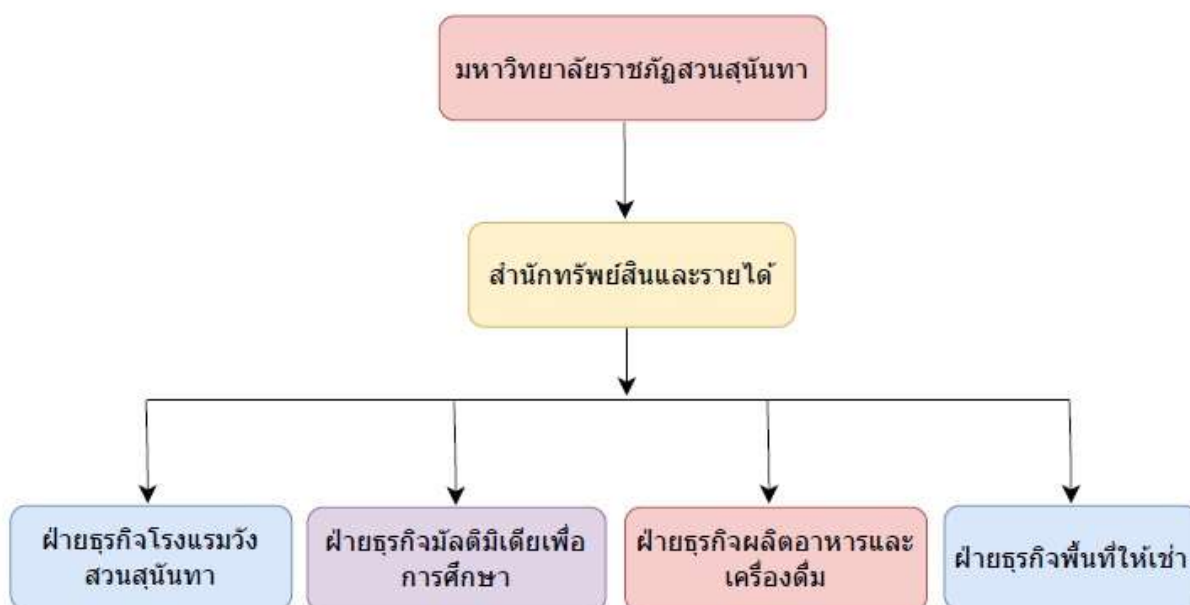 มหาวิทยาลัยราชภัฏสวนสุนันทา
สำนักทรัพย์สินและรายได้
ฝ่ายธุรกิจโรงแรมวัง
สวนสุนันทา
ฝ่ายธุรกิจมัลติมิเดียเพื่อ
การศึกษา
ฝ่ายธุรกิจผลิตอาหารและ
เครื่องดื่ม
ฝ่ายธุรกิจพื้นที่ให้เช่า